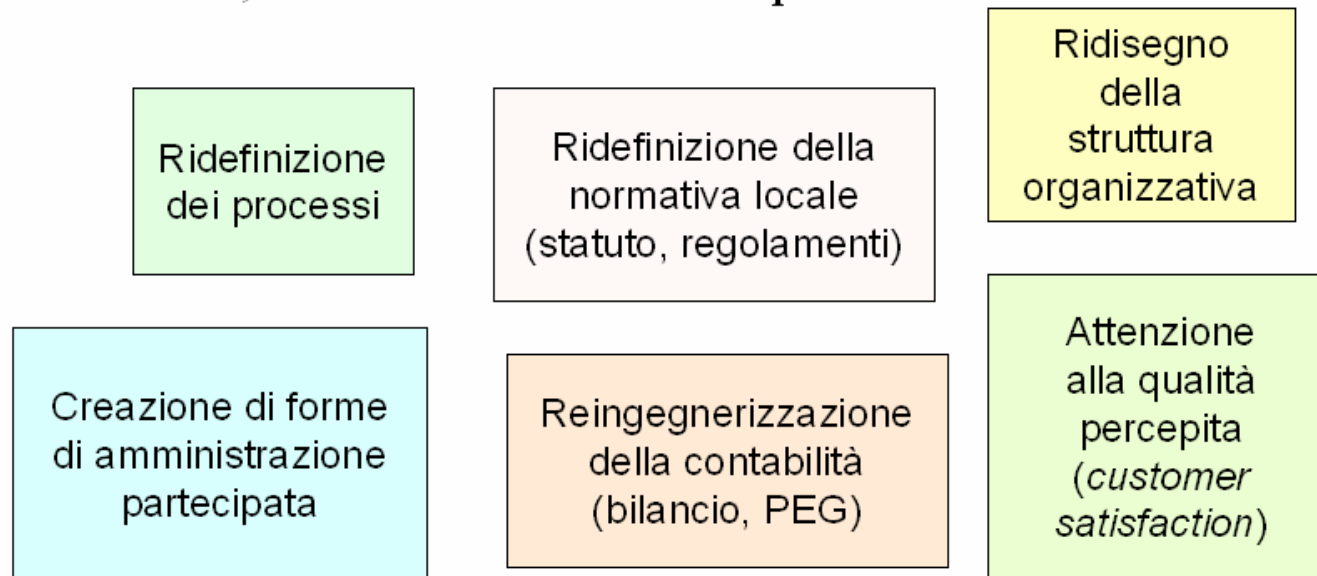 Ridefinizione
dei processi
Ridefinizione della
normativa locale
(statuto, regolamenti)
Ridisegno
della
struttura
organizzativa
Creazione di forme
di amministrazione
partecipata
Reingegnerizzazione
della contabilità
(bilancio, PEG)
Attenzione
alla qualità
percepita
(customer
satisfaction)